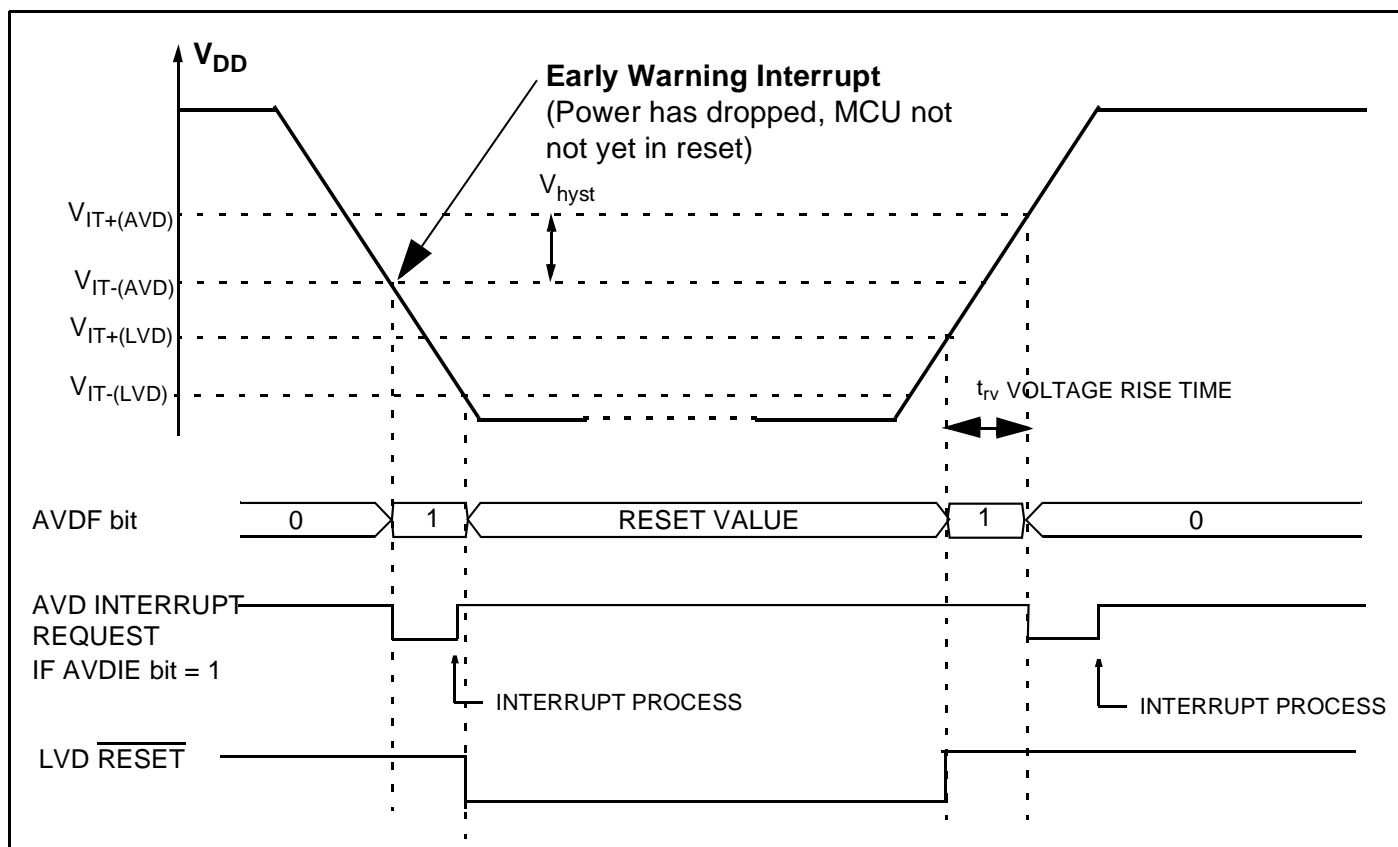 V_DD
Early Warning Interrupt
(Power has dropped, MCU not
not yet in reset)
V_hyst
V_IT+(AVD)
V_IT-(AVD)
V_IT+(LVD)
V_IT-(LVD)
t_rv VOLTAGE RISE TIME
AVDF bit
0
1
RESET VALUE
1
0
AVD INTERRUPT
REQUEST
IF AVDIE bit = 1
INTERRUPT PROCESS
INTERRUPT PROCESS
LVD RESET